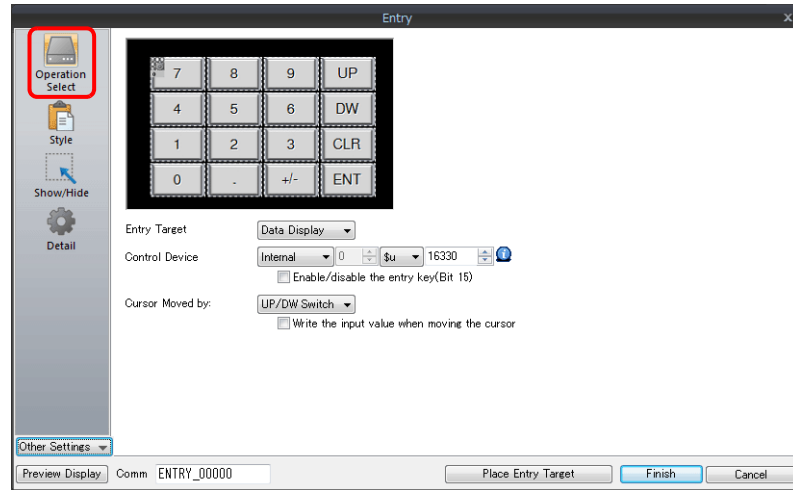 Entry
Operation
Select
Style
Show/Hide
Detail
7 8 9 UP
4 5 6 DW
1 2 3 CLR
0 . +/- ENT
Entry Target Data Display
Control Device Internal 0 $u 16330
Enable/disable the entry key(Bit 15)
Cursor Moved by: UP/DW Switch
Write the input value when moving the cursor
Other Settings
Preview Display Comm ENTRY_00000 Place Entry Target Finish Cancel